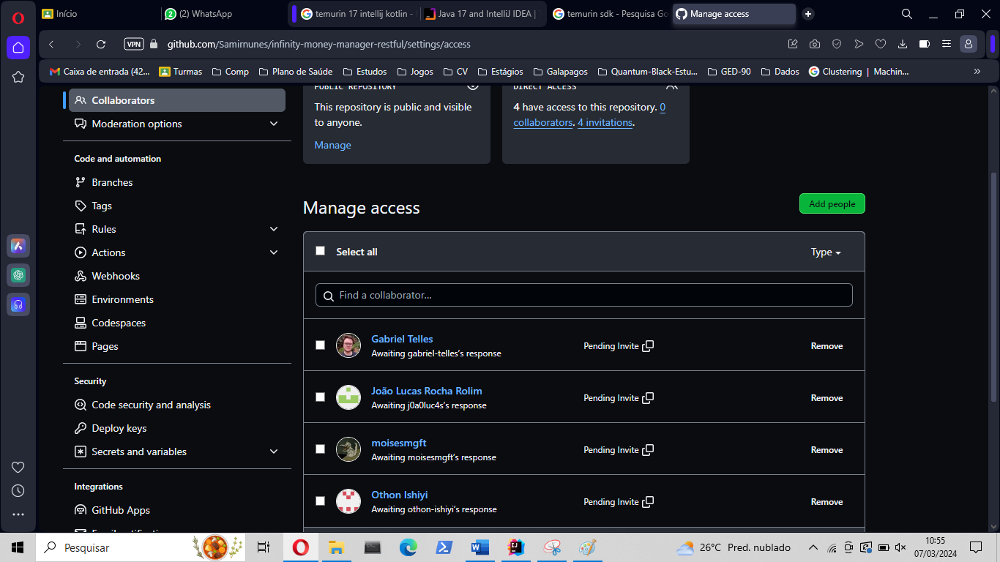 Início
(2) WhatsApp
temurin 17 intellij kotlin -
Java 17 and IntelliJ IDEA |
temurin sdk - Pesquisa Go
Manage access
VPN
github.com/Samirnunes/infinity-money-manager-restful/settings/access
Caixa de entrada (42...
Turmas
Comp
Plano de Saúde
Estudos
Jogos
CV
Estágios
Galapagos
Quantum-Black-Estu...
GED-90
Dados
Clustering | Machin...
Collaborators
Moderation options
Code and automation
Branches
Tags
Rules
Actions
Webhooks
Environments
Codespaces
Pages
Security
Code security and analysis
Deploy keys
Secrets and variables
Integrations
GitHub Apps
PUBLIC REPOSITORY
This repository is public and visible
to anyone.
Manage
DIRECT ACCESS
4 have access to this repository. 0
collaborators. 4 invitations.
Manage access
Add people
Select all
Type
Find a collaborator...
Gabriel Telles
Awaiting gabriel-telles's response
Pending Invite
Remove
João Lucas Rocha Rolim
Awaiting j0a0luc4s's response
Pending Invite
Remove
moisesmgft
Awaiting moisesmgft's response
Pending Invite
Remove
Othon Ishiyi
Awaiting othon-ishiyi's response
Pending Invite
Remove
Pesquisar
26°C Pred. nublado
10:55
07/03/2024